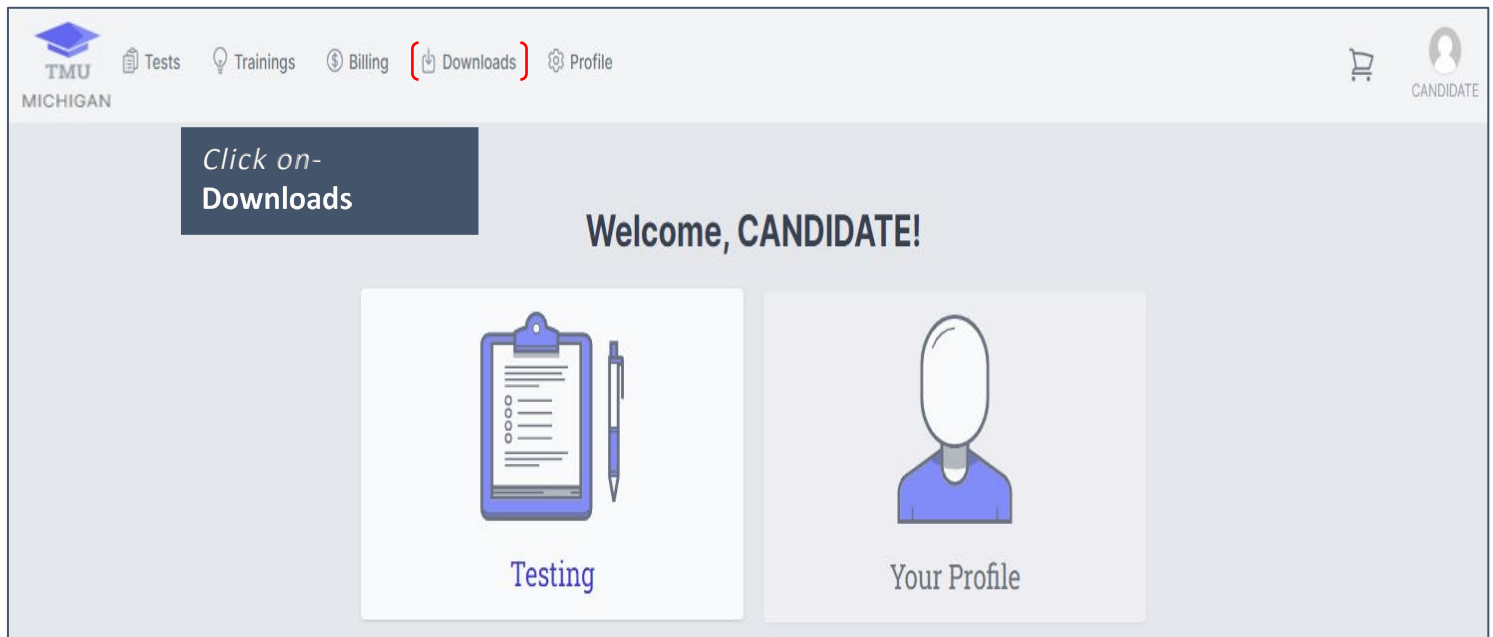 TMU
MICHIGAN
Tests Trainings Billing Downloads Profile
CANDIDATE
Click on-
Downloads
Welcome, CANDIDATE!
Testing
Your Profile